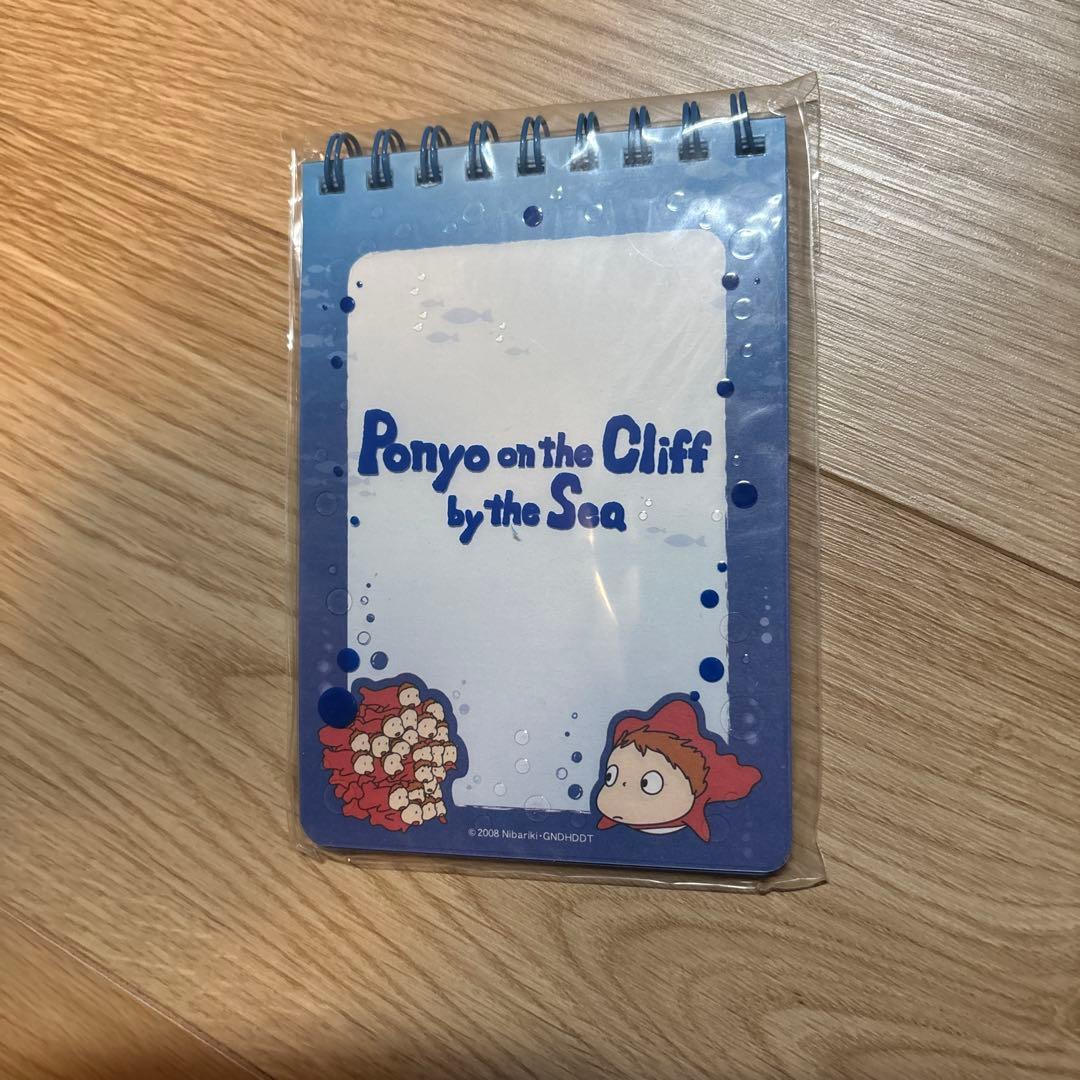 Ponyo on the Cliff
by the Sea
© 2008 Nibariki・GNDHDDT